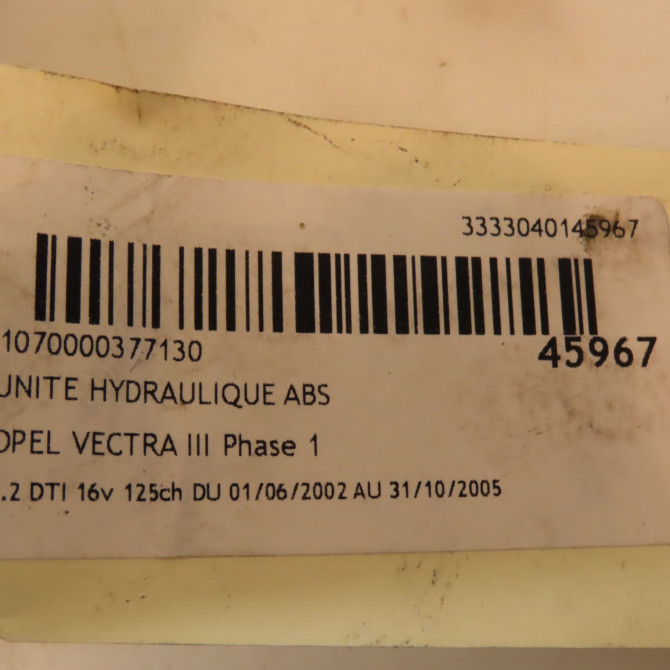 3333040145967
1070000377130 45967
UNITE HYDRAULIQUE ABS
OPEL VECTRA III Phase 1
.2 DTI 16v 125ch DU 01/06/2002 AU 31/10/2005